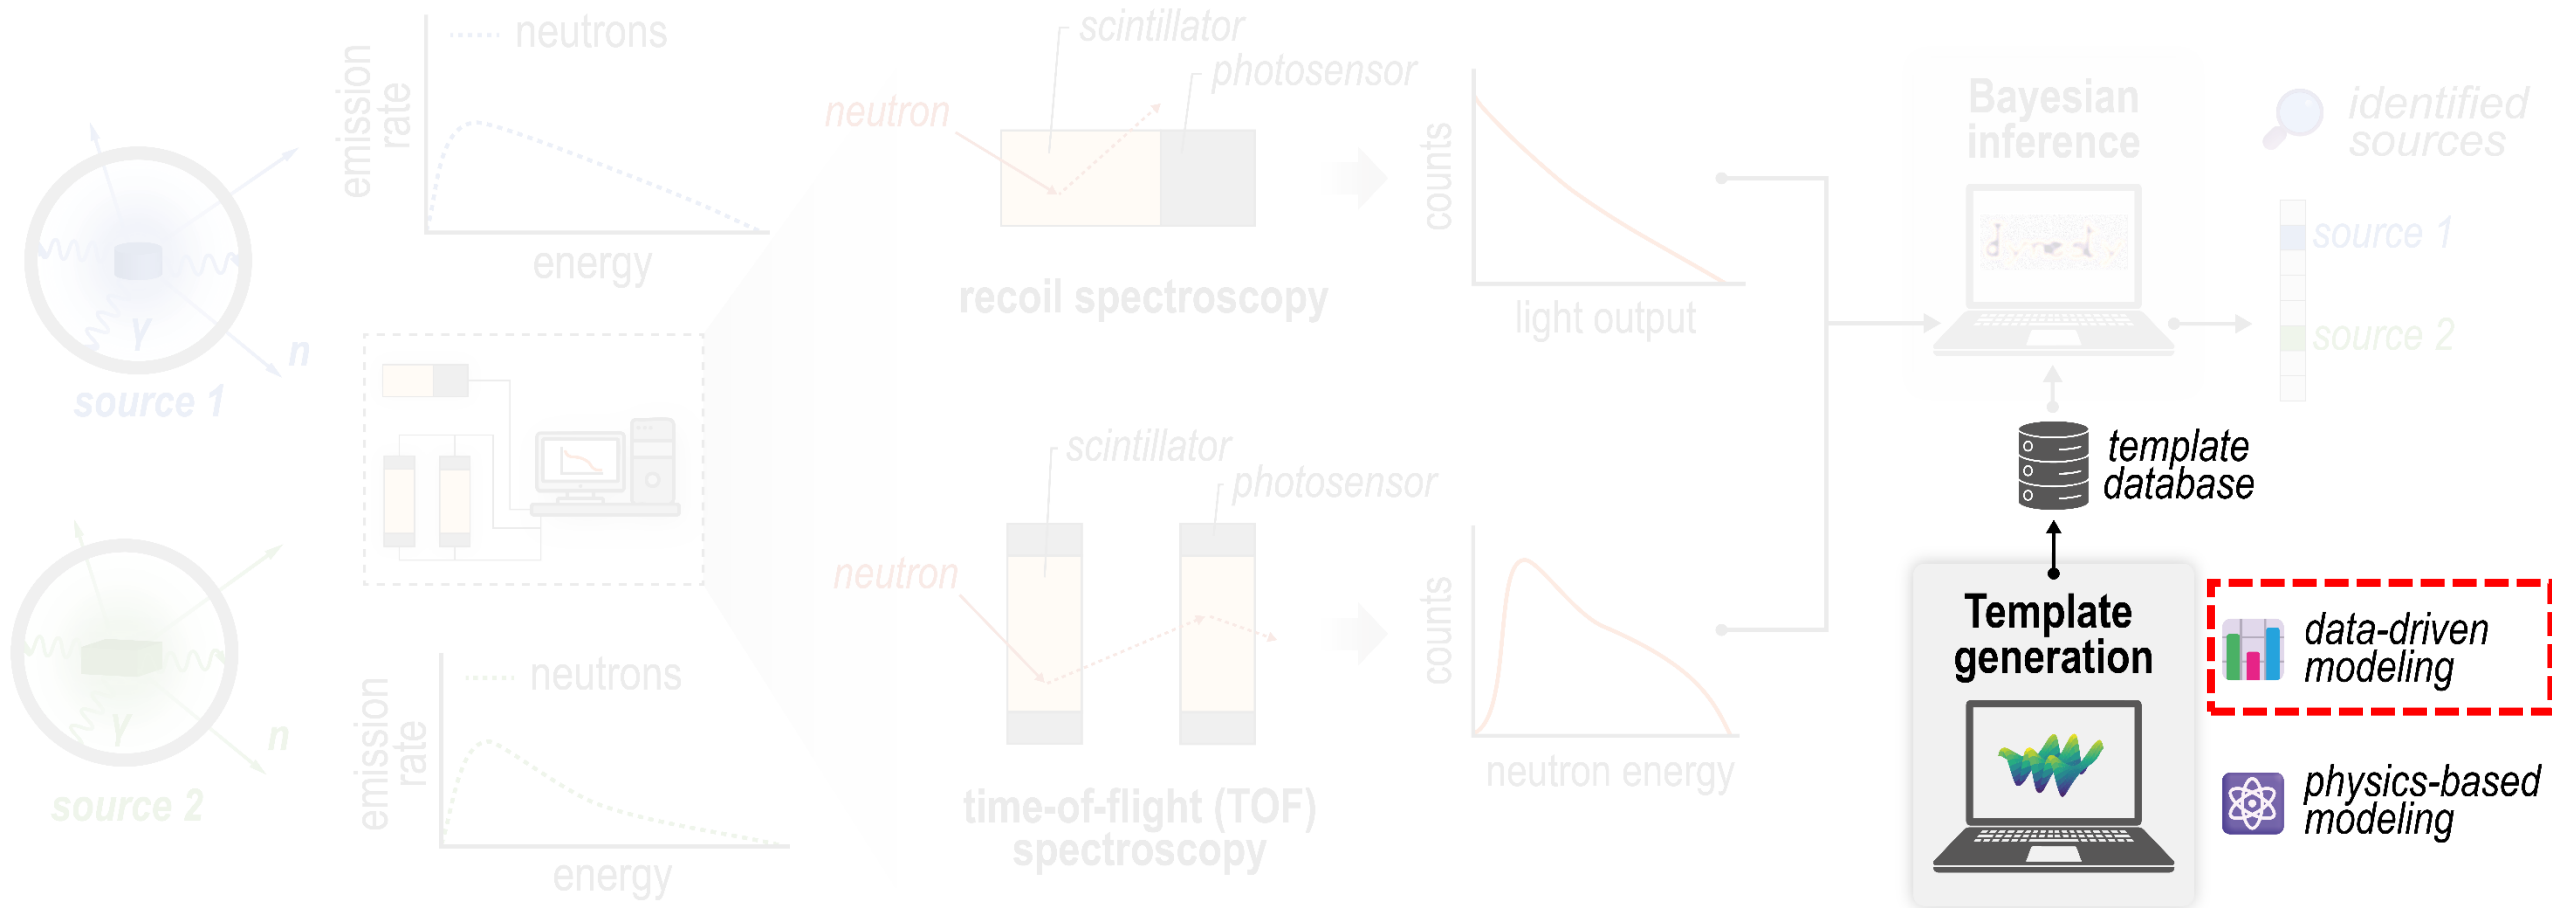 neutrons
emission
rate
energy
γ
n
source 1
scintillator
photosensor
neutron
recoil spectroscopy
counts
light output
Bayesian
inference
identified
sources
source 1
source 2
template
database
Template
generation
data-driven
modeling
physics-based
modeling
scintillator
photosensor
neutron
time-of-flight (TOF)
spectroscopy
counts
neutron energy
γ
n
source 2
neutrons
emission
rate
energy